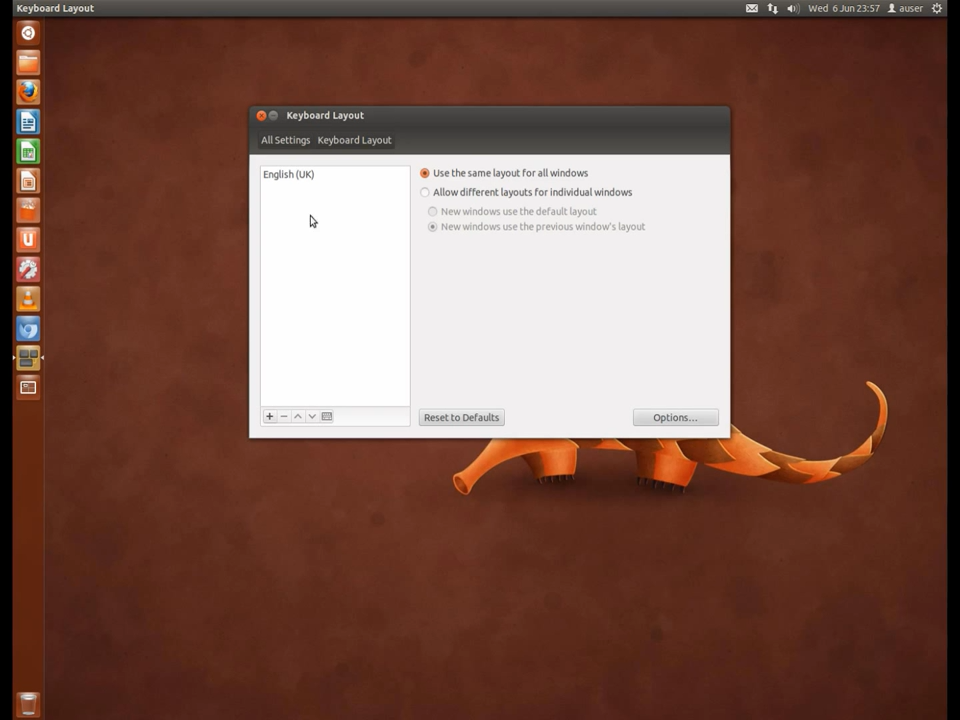 Keyboard Layout
Wed 6 Jun 23:57 auser
Keyboard Layout
All Settings Keyboard Layout
English (UK)
Use the same layout for all windows
Allow different layouts for individual windows
New windows use the default layout
New windows use the previous window's layout
Reset to Defaults
Options...